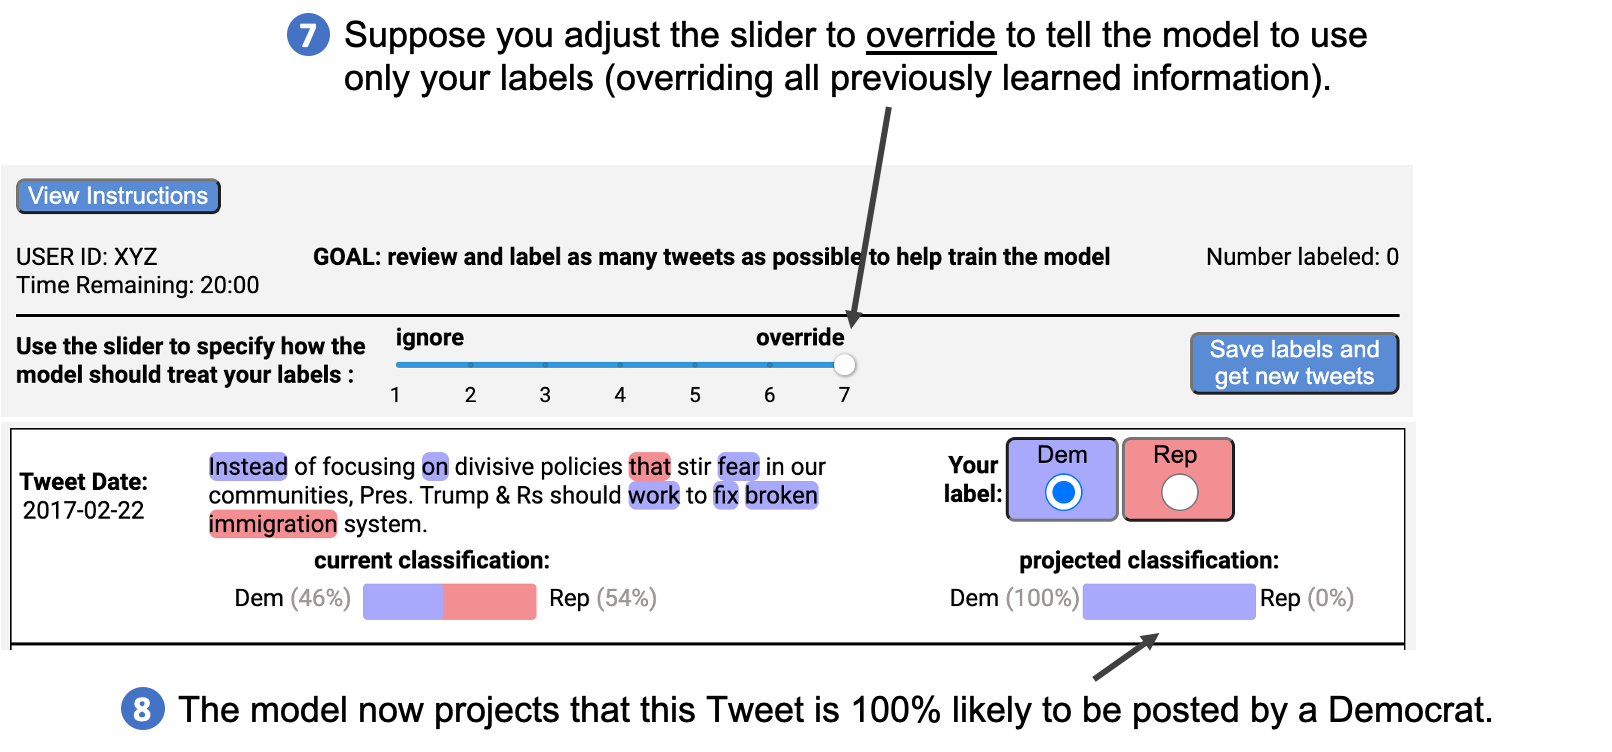 7 Suppose you adjust the slider to override to tell the model to use
only your labels (overriding all previously learned information).
View Instructions
USER ID: XYZ
GOAL: review and label as many tweets as possible to help train the model
Number labeled: 0
Time Remaining: 20:00
Use the slider to specify how the
model should treat your labels :
ignore
override
1 2 3 4 5 6 7
Save labels and
get new tweets
Tweet Date:
2017-02-22
Instead of focusing on divisive policies that stir fear in our
communities, Pres. Trump & Rs should work to fix broken
immigration system.
Your
label:
Dem
Rep
current classification:
Dem (46%)
Rep (54%)
projected classification:
Dem (100%)
Rep (0%)
8 The model now projects that this Tweet is 100% likely to be posted by a Democrat.